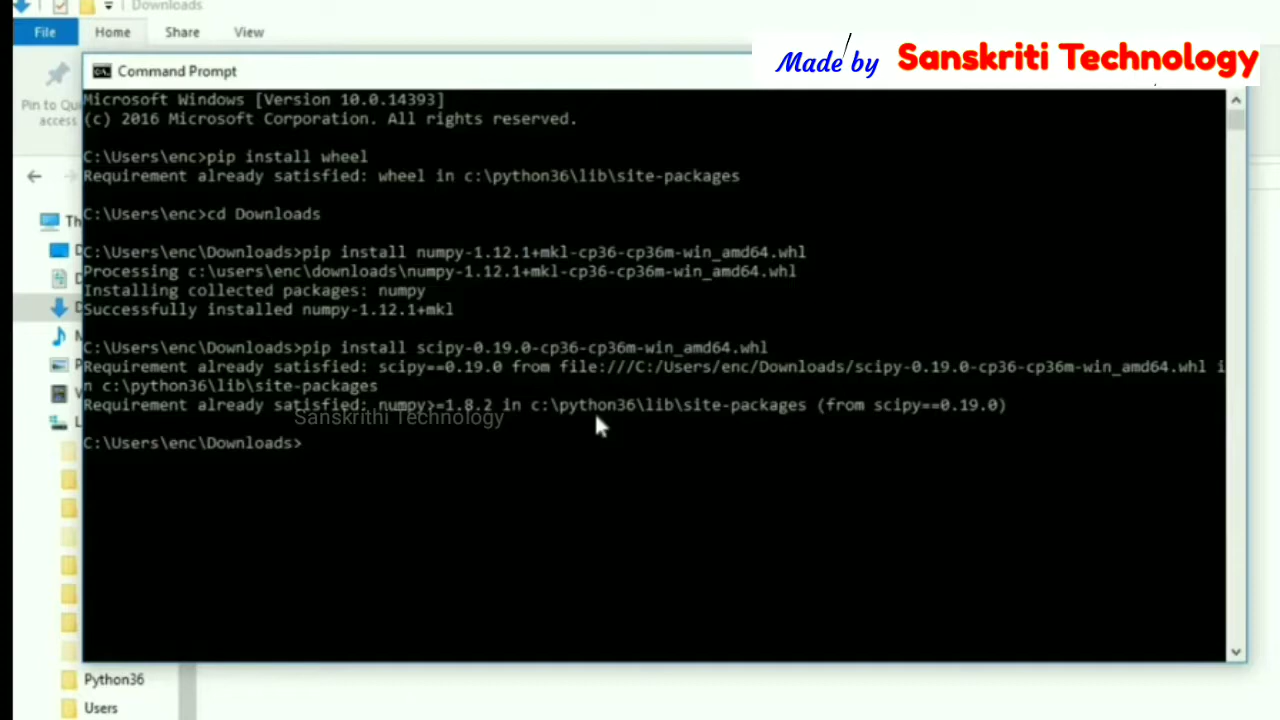 Downloads
File Home Share View
Made by Sanskriti Technology
Command Prompt
Pin to Qu
access
Microsoft Windows [Version 10.0.14393]
(c) 2016 Microsoft Corporation. All rights reserved.
C:\Users\enc>pip install wheel
Requirement already satisfied: wheel in c:\python36\lib\site-packages
C:\Users\enc>cd Downloads
C:\Users\enc\Downloads>pip install numpy-1.12.1+mkl-cp36-cp36m-win_amd64.whl
Processing c:\users\enc\downloads\numpy-1.12.1+mkl-cp36-cp36m-win_amd64.whl
Installing collected packages: numpy
Successfully installed numpy-1.12.1+mkl
C:\Users\enc\Downloads>pip install scipy-0.19.0-cp36-cp36m-win_amd64.whl
Requirement already satisfied: scipy==0.19.0 from file:///C:/Users/enc/Downloads/scipy-0.19.0-cp36-cp36m-win_amd64.whl i
n c:\python36\lib\site-packages
Requirement already satisfied: numpy>=1.8.2 in c:\python36\lib\site-packages (from scipy==0.19.0)
Sanskrithi Technology
C:\Users\enc\Downloads>
Th
D
D
D
N
P
V
L
Python36
Users